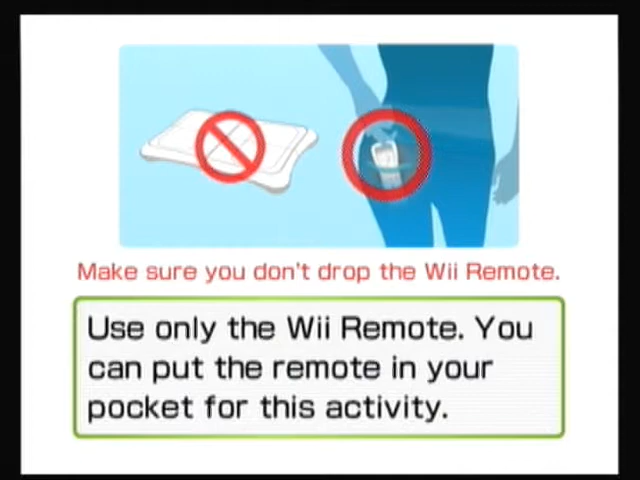 Make sure you don't drop the Wii Remote.
Use only the Wii Remote. You
can put the remote in your
pocket for this activity.